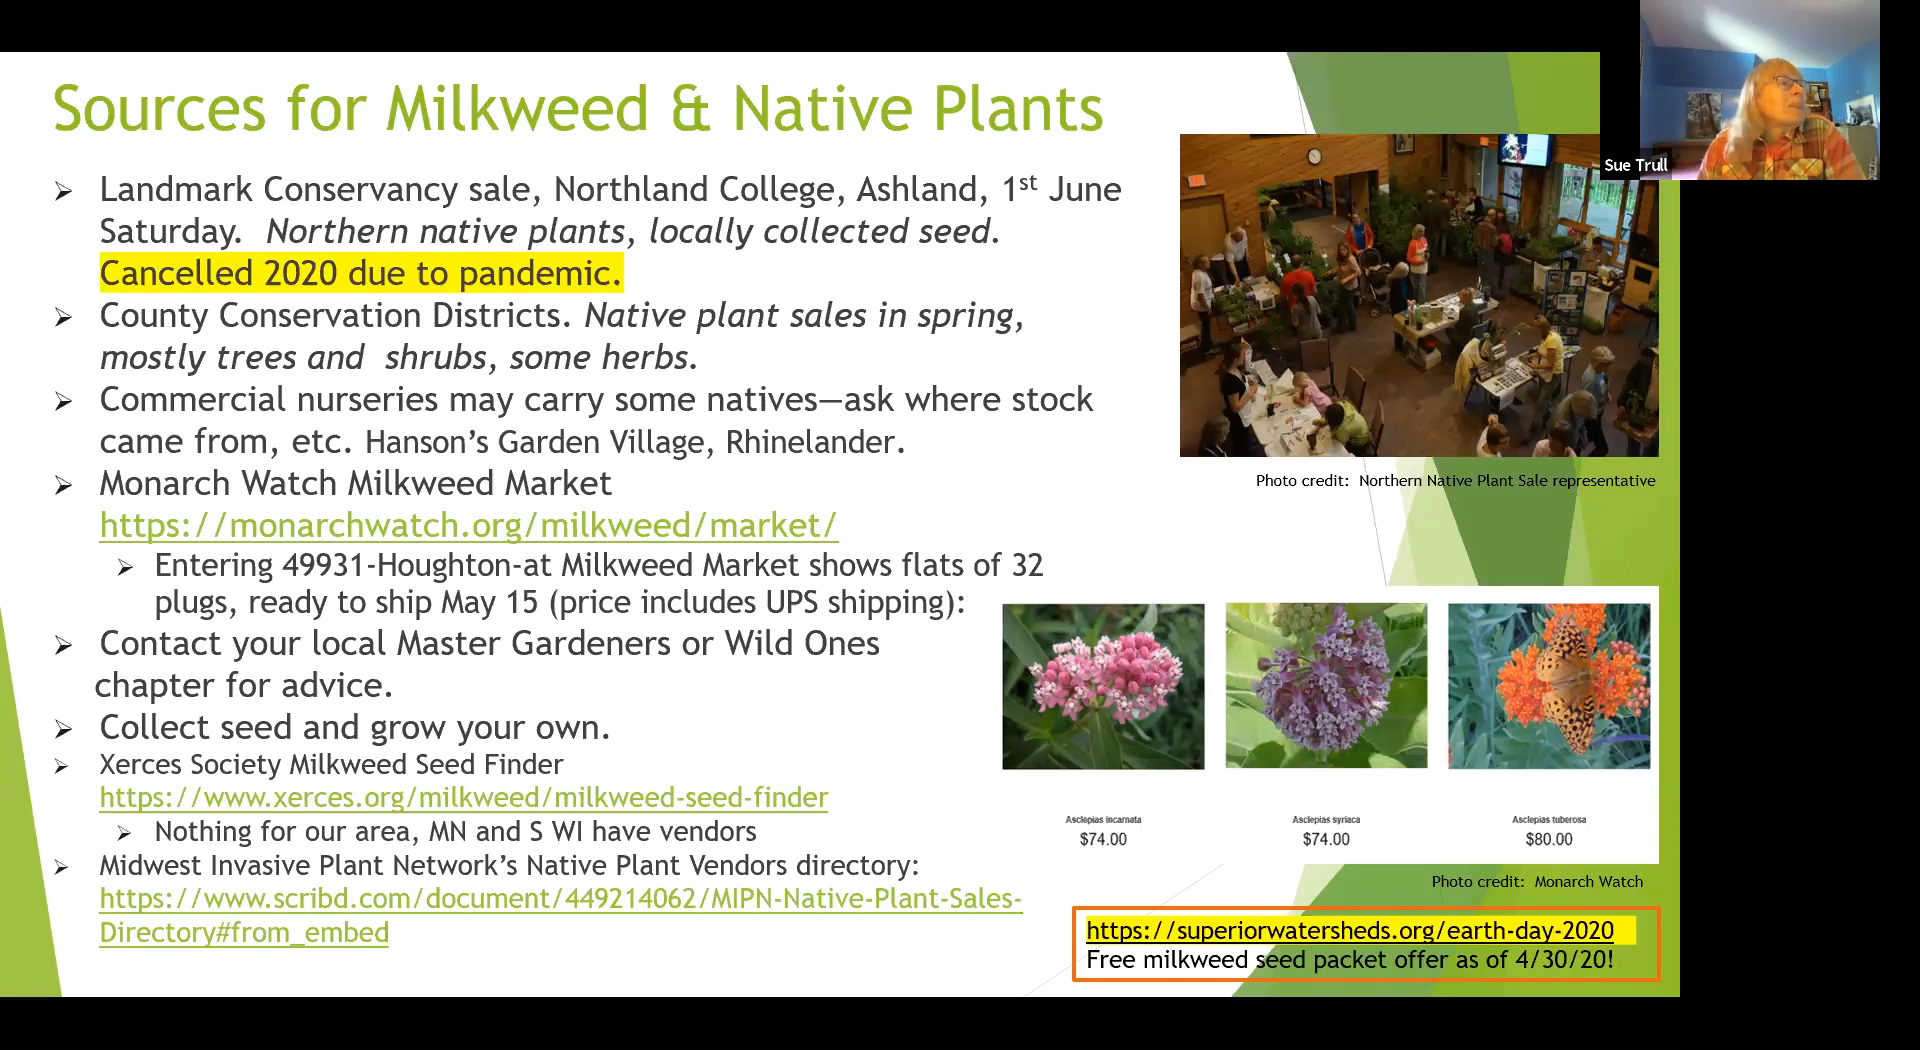 Sources for Milkweed & Native Plants
Sue Trull
➢ Landmark Conservancy sale, Northland College, Ashland, 1st June
Saturday. Northern native plants, locally collected seed.
Cancelled 2020 due to pandemic.
➢ County Conservation Districts. Native plant sales in spring,
mostly trees and shrubs, some herbs.
➢ Commercial nurseries may carry some natives—ask where stock
came from, etc. Hanson’s Garden Village, Rhinelander.
➢ Monarch Watch Milkweed Market
https://monarchwatch.org/milkweed/market/
➢ Entering 49931-Houghton-at Milkweed Market shows flats of 32
plugs, ready to ship May 15 (price includes UPS shipping):
➢ Contact your local Master Gardeners or Wild Ones
chapter for advice.
➢ Collect seed and grow your own.
➢ Xerces Society Milkweed Seed Finder
https://www.xerces.org/milkweed/milkweed-seed-finder
➢ Nothing for our area, MN and S WI have vendors
➢ Midwest Invasive Plant Network’s Native Plant Vendors directory:
https://www.scribd.com/document/449214062/MIPN-Native-Plant-Sales-
Directory#from_embed
Photo credit: Northern Native Plant Sale representative
Asclepias incarnata
$74.00
Asclepias syriaca
$74.00
Asclepias tuberosa
$80.00
Photo credit: Monarch Watch
https://superiorwatersheds.org/earth-day-2020
Free milkweed seed packet offer as of 4/30/20!